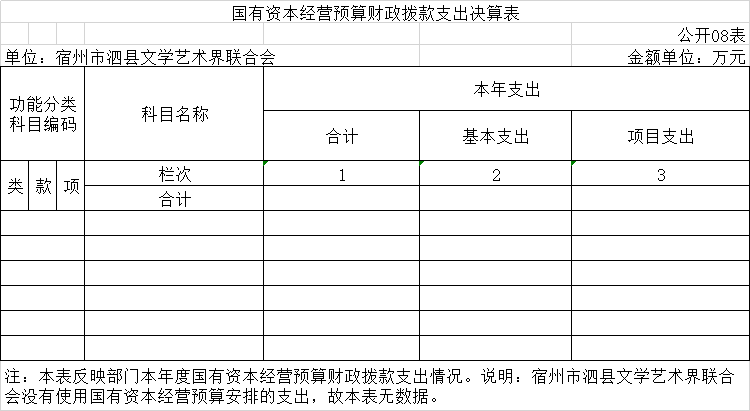 国有资本经营预算财政拨款支出决算表
公开08表
单位：宿州市泗县文学艺术界联合会 金额单位：万元
功能分类
科目编码
科目名称
本年支出
合计 基本支出 项目支出
类 款 项
栏次 1 2 3
合计
注：本表反映部门本年度国有资本经营预算财政拨款支出情况。说明：宿州市泗县文学艺术界联合
会没有使用国有资本经营预算安排的支出，故本表无数据。